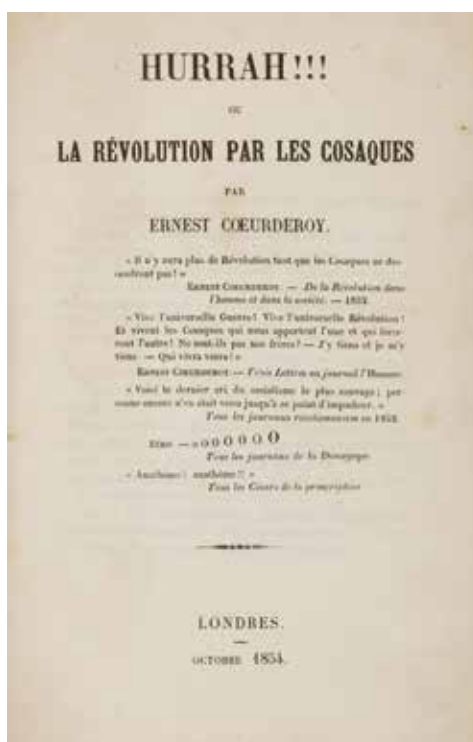 HURRAH!!!
OU
LA RÉVOLUTION PAR LES COSAQUES
PAR
ERNEST CŒURDEROY.
« Il n'y aura plus de Révolution tant que les Cosaques ne des-
cendront pas! »
ERNEST CŒURDEROY — De la Révolution dans
l'homme et dans la société. — 1852
« Vive l'universelle Guerre! Vive l'universelle Révolution!
Et vivent les Cosaques qui nous apportent l'une et qui feront
l'autre! Ne sont-ils pas nos frères? — J'y tiens et je m'y
tiens — Qui vivra verra! »
ERNEST CŒURDEROY — Trois Lettres au journal l'Homme
« Voici le dernier cri du socialisme le plus sauvage; per-
sonne encore n'en était venu jusqu'à ce point d'impudeur. »
Tous les journaux réactionnaires en 1852.
— o O O O O O O
Tous les journaux de la Démagogie
« Anathème! anathème!! »
Tous les Césars de la proscription
LONDRES.
OCTOBRE 1854.